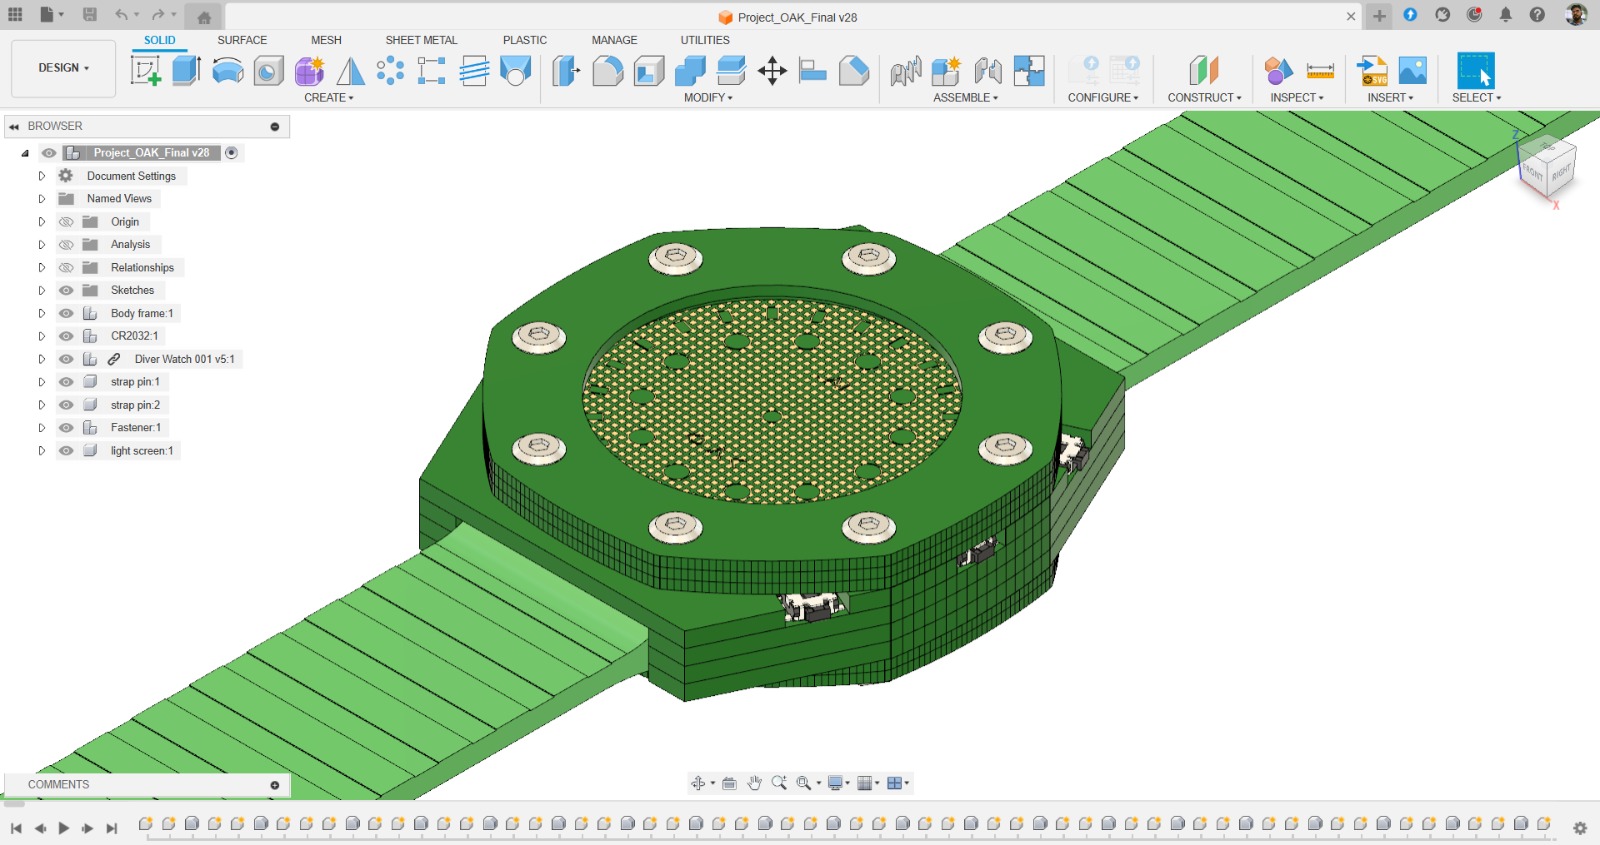 Project_OAK_Final v28
DESIGN
SOLID
SURFACE
MESH
SHEET METAL
PLASTIC
MANAGE
UTILITIES
CREATE
MODIFY
ASSEMBLE
CONFIGURE
CONSTRUCT
INSPECT
INSERT
SELECT
BROWSER
Project_OAK_Final v28
Document Settings
Named Views
Origin
Analysis
Relationships
Sketches
Body frame:1
CR2032:1
Diver Watch 001 v5:1
strap pin:1
strap pin:2
Fastener:1
light screen:1
Z
TOP
FRONT
RIGHT
X
COMMENTS